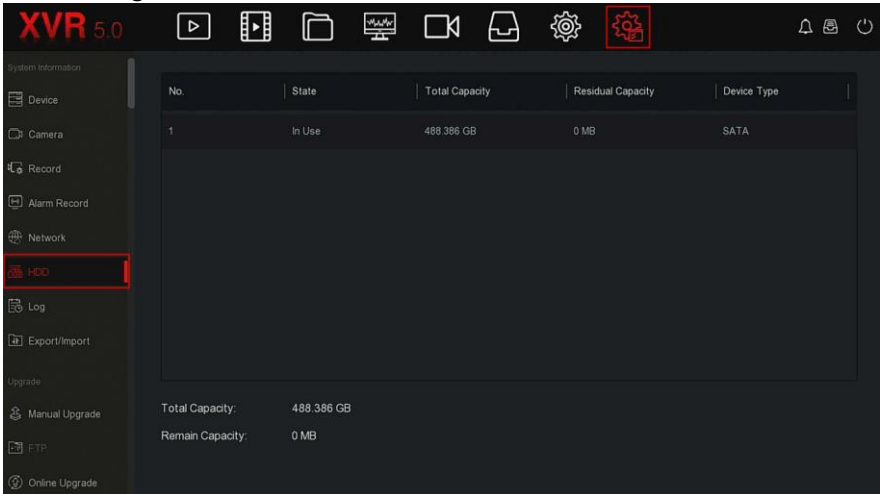 XVR 5.0
System Information
Device
Camera
Record
Alarm Record
Network
HDD
Log
Export/Import
Upgrade
Manual Upgrade
FTP
Online Upgrade
No. State Total Capacity Residual Capacity Device Type
1 In Use 488.386 GB 0 MB SATA
Total Capacity: 488.386 GB
Remain Capacity: 0 MB